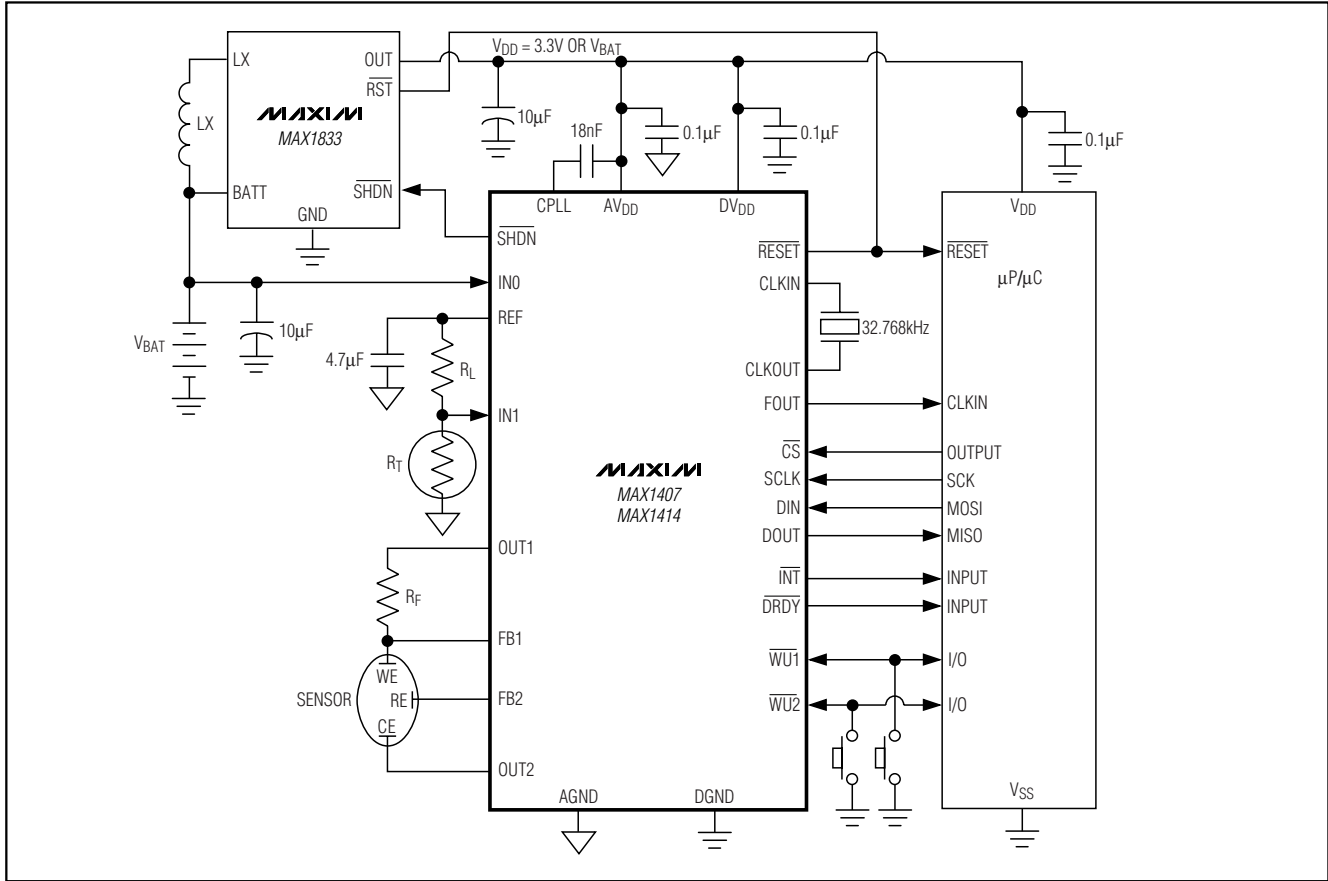 V̅DD = 3.3V OR VBAT
LX
OUT
RST
MAXIM
MAX1833
LX
BATT
SHDN
GND
10µF
18nF
0.1µF
0.1µF
0.1µF
CPLL
AVDD
DVDD
VDD
SHDN
RESET
RESET
µP/µC
IN0
CLKIN
VBAT
10µF
REF
4.7µF
RL
32.768kHz
CLKOUT
IN1
FOUT
CLKIN
RT
MAXIM
MAX1407
MAX1414
CS
OUTPUT
SCLK
SCK
DIN
MOSI
DOUT
MISO
OUT1
RF
INT
INPUT
DRDY
INPUT
FB1
WU1
I/O
SENSOR
WE
RE
CE
FB2
WU2
I/O
OUT2
AGND
DGND
VSS